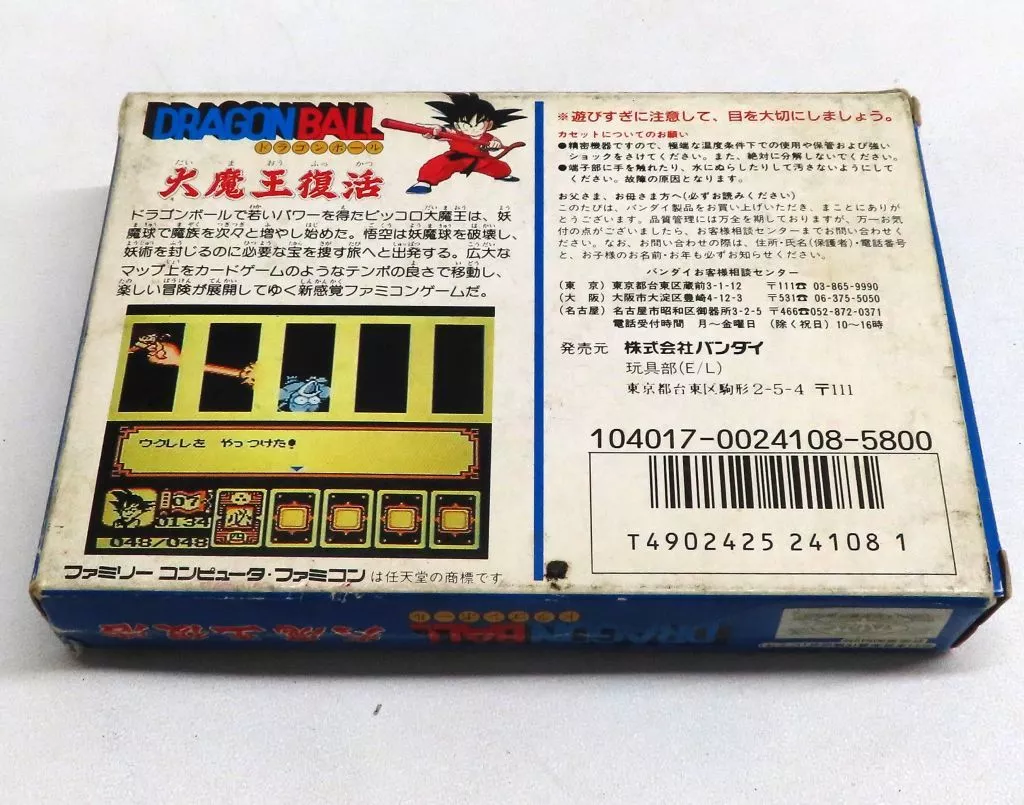 DRAGON BALL
ドラゴンボール
だい ま おう ふっ かつ
大魔王復活
ドラゴンボールで若いパワーを得たピッコロ大魔王は、妖
魔球で魔族を次々と増やし始めた。悟空は妖魔球を破壊し、
妖術を封じるのに必要な宝を捜す旅へと出発する。広大な
マップ上をカードゲームのようなテンポの良さで移動し、
楽しい冒険が展開してゆく新感覚ファミコンゲームだ。
ウクレレを やっつけた!
07
01:34
048/048
必
四
ファミリー コンピュータ・ファミコン は任天堂の商標です
※遊びすぎに注意して、目を大切にしましょう。
カセットについてのお願い
●精密機器ですので、極端な温度条件下での使用や保管および強い
ショックをさけてください。また、絶対に分解しないでください。
●端子部に手を触れたり、水にぬらしたりして汚さないようにして
ください。故障の原因となります。
お父さま、お母さま方へ(必ずお読みください)
このたびは、バンダイ製品をお買い上げいただき、まことにありが
とうございます。品質管理には万全を期しておりますが、万一お気
付の点がございましたら、お客様相談センターまでお問い合わせ
ください。なお、お問い合わせの際は、住所・氏名(保護者)・電話番号
と、お子様のお名前・お年も必ずお知らせください。
バンダイお客様相談センター
(東 京) 東京都台東区蔵前3-1-12 〒111☎ 03-865-9990
(大 阪) 大阪市大淀区豊崎4-12-3 〒531☎ 06-375-5050
(名古屋) 名古屋市昭和区御器所3-2-5 〒466☎052-872-0371
電話受付時間 月~金曜日 (除く祝日) 10~16時
発売元 株式会社バンダイ
玩具部(E/L)
東京都台東区駒形2-5-4 〒111
104017-0024108-5800
T4902425 241081
大魔王復活
ドラゴンボール
DRAGON BALL